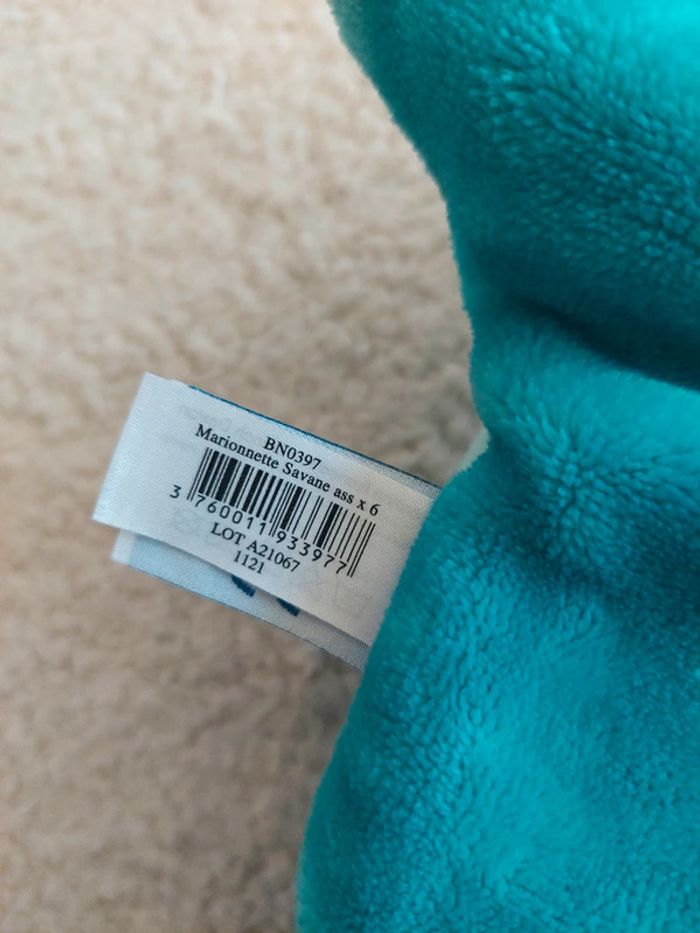 BN0397
Marionnette Savane ass x 6
3 760011 933977
LOT A21067
1121